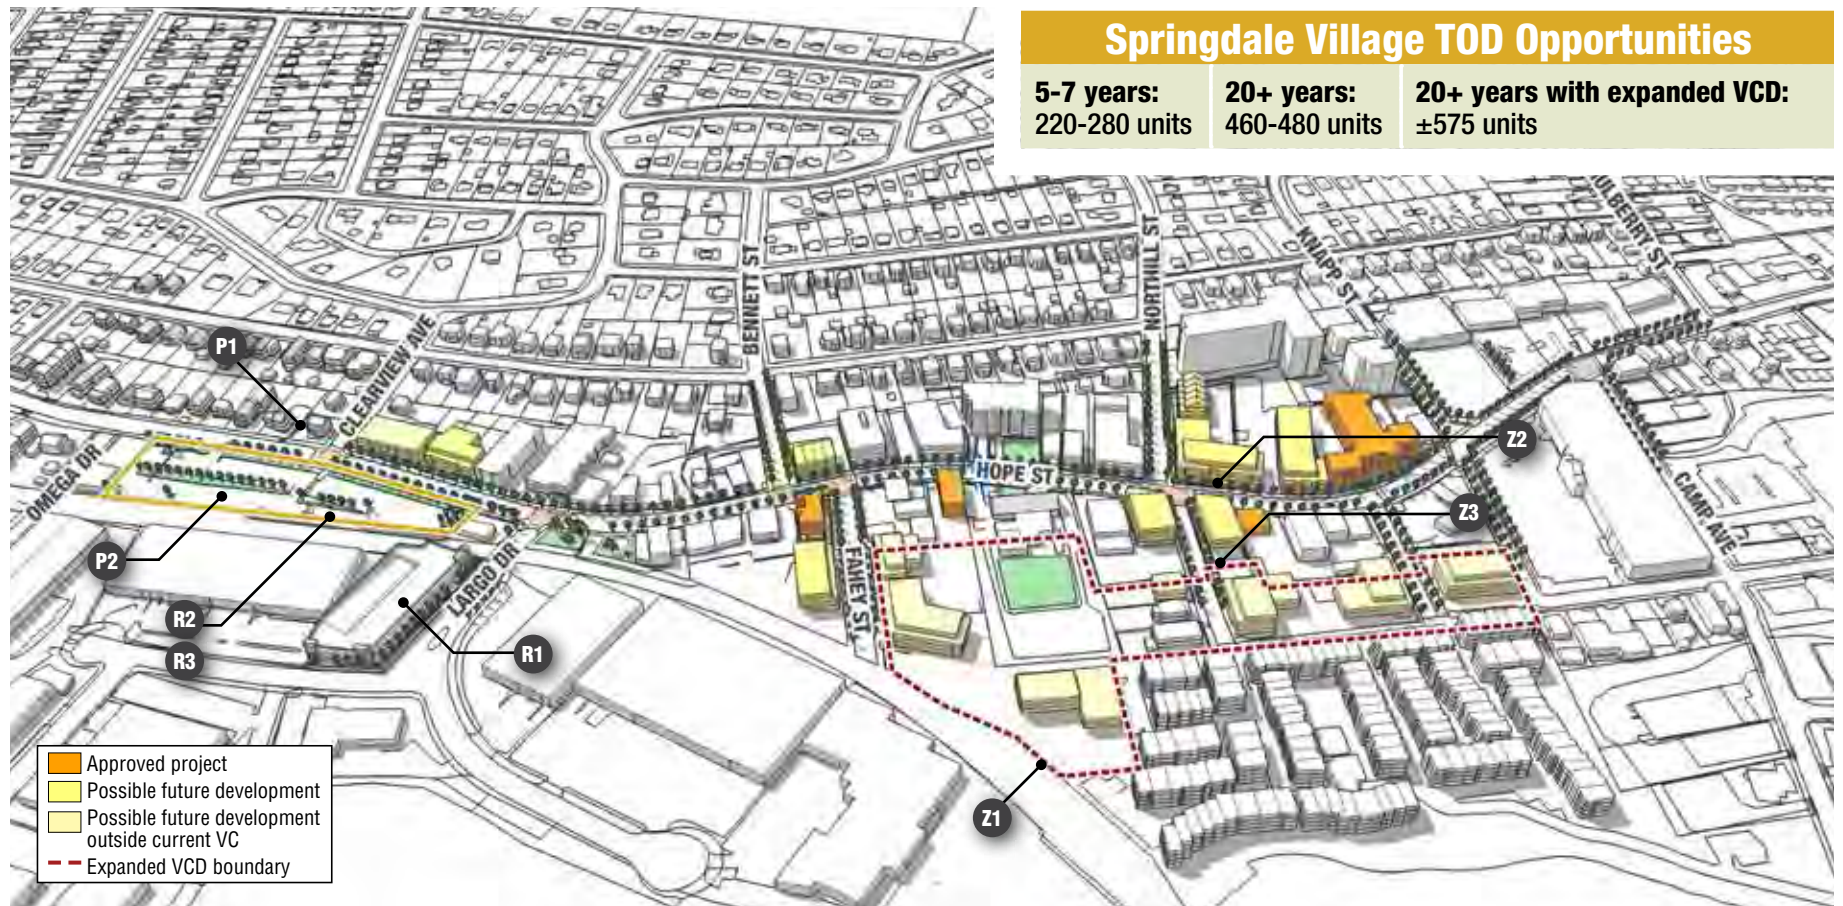 Springdale Village TOD Opportunities
5-7 years:
220-280 units
20+ years:
460-480 units
20+ years with expanded VCD:
±575 units
BENNETT ST
NORTHILL ST
KNAPP ST
ULBERRY ST
P1
CLEARVIEW AVE
OMEGA DR
HOPE ST
Z2
Z3
CAMP AVE
P2
R2
R3
LARGO DR
R1
FAHEY ST
Z1
Approved project
Possible future development
Possible future development
outside current VC
Expanded VCD boundary